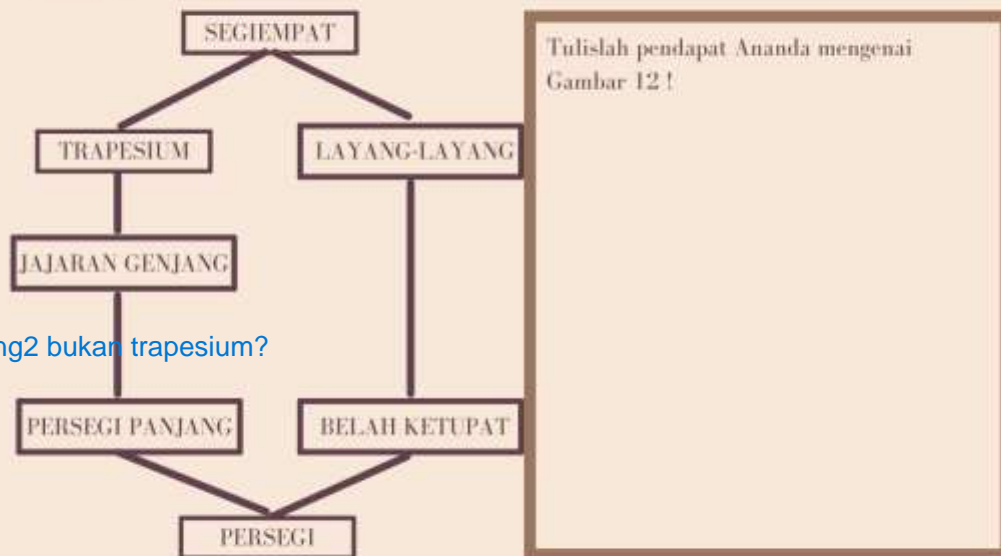 SEGIEMPAT
TRAPESIUM
LAYANG-LAYANG
JAJARAN GENJANG
bukan trapesium?
PERSEGI PANJANG
BELAH KETUPAT
PERSEGI
Tulislah pendapat Ananda mengenai
Gambar 12 !